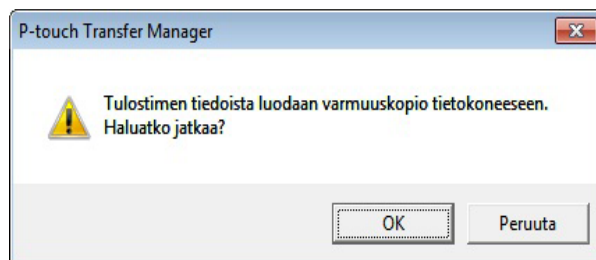 P-touch Transfer Manager
Tulostimen tiedoista luodaan varmuuskopio tietokoneeseen.
Haluatko jatkaa?
OK
Peruuta